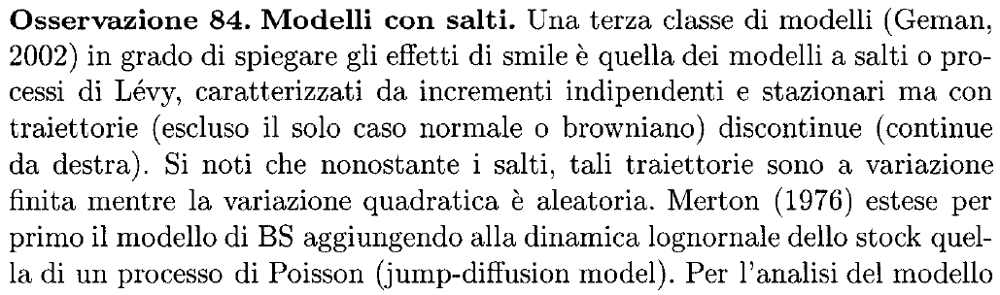 Osservazione 84. Modelli con salti. Una terza classe di modelli (Geman,
2002) in grado di spiegare gli effetti di smile è quella dei modelli a salti o pro-
cessi di Lévy, caratterizzati da incrementi indipendenti e stazionari ma con
traiettorie (escluso il solo caso normale o browniano) discontinue (continue
da destra). Si noti che nonostante i salti, tali traiettorie sono a variazione
finita mentre la variazione quadratica è aleatoria. Merton (1976) estese per
primo il modello di BS aggiungendo alla dinamica lognornale dello stock quel-
la di un processo di Poisson (jump-diffusion model). Per l'analisi del modello